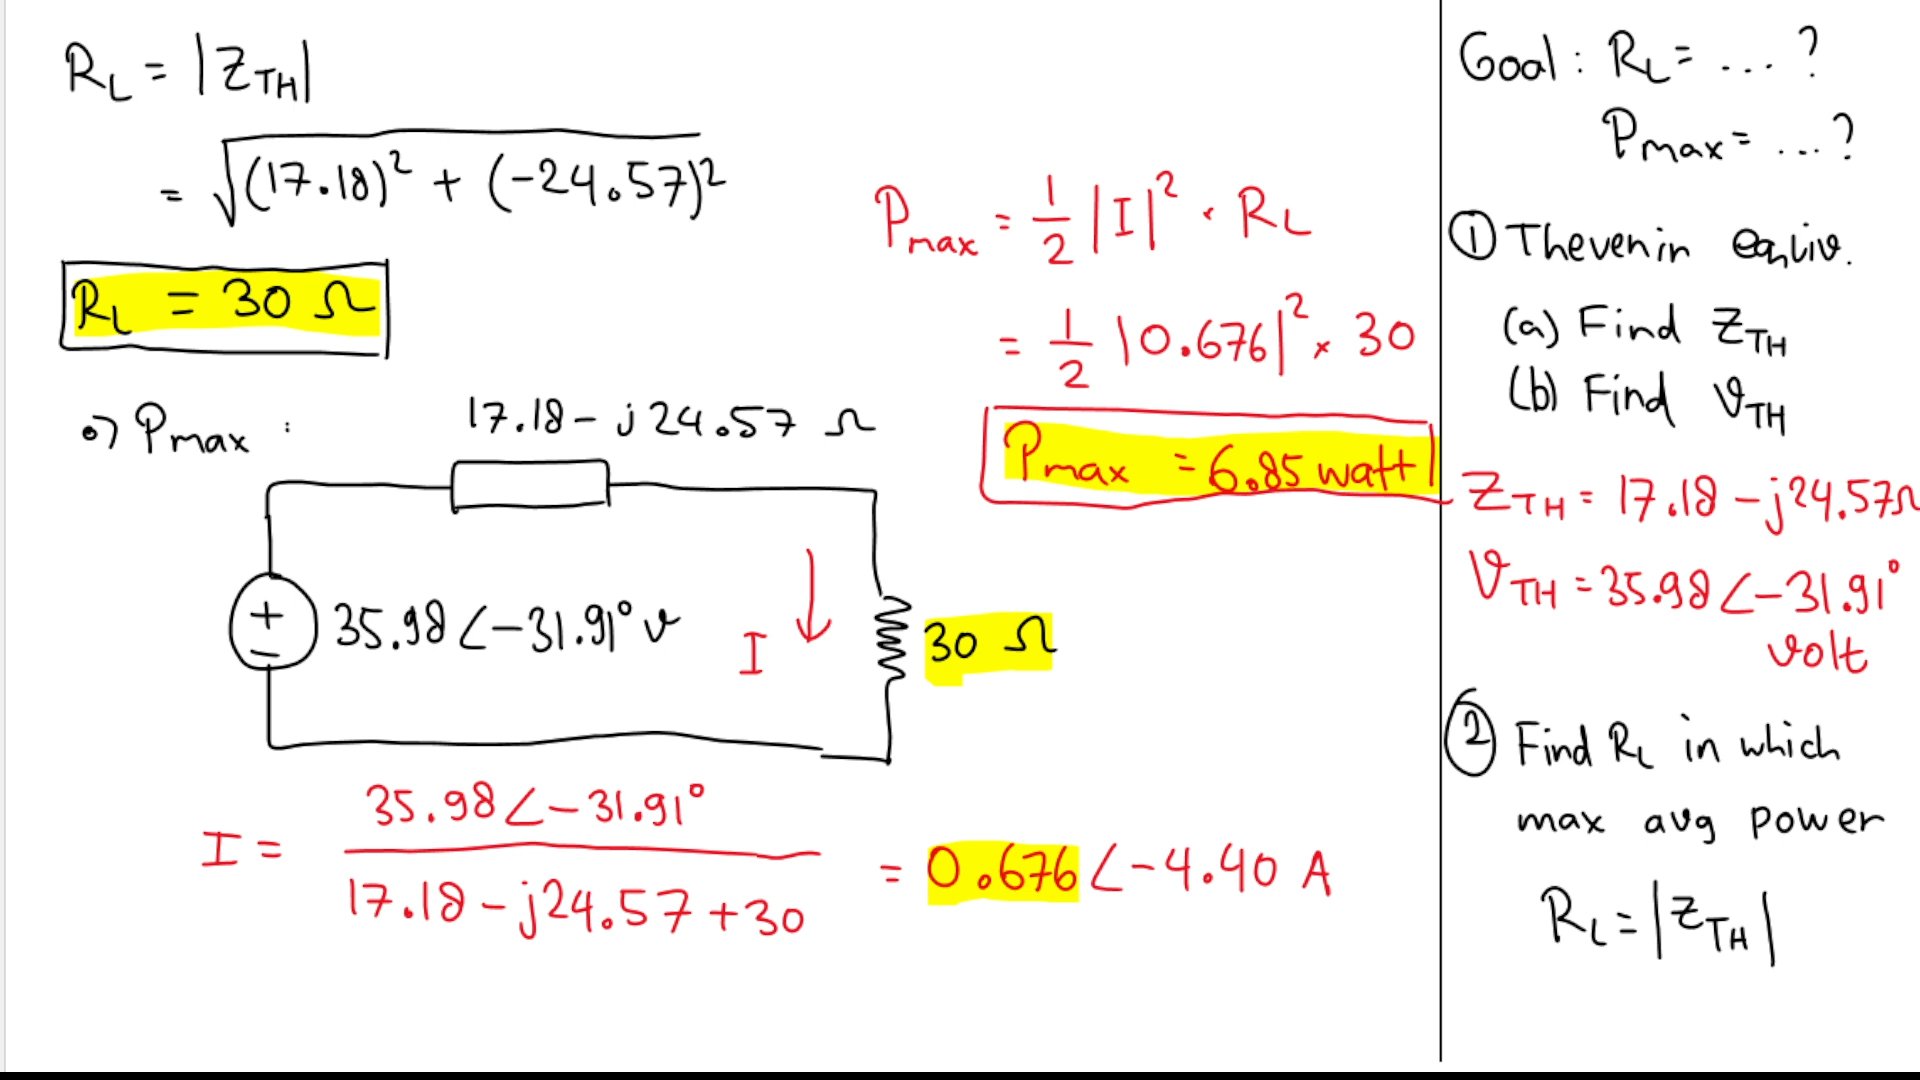 R_L = |Z_TH|
= √((17.18)² + (-24.57)²)
R_L = 30 Ω
•) P_max :
17.18 - j24.57 Ω
+
-
35.98∠-31.91° v
I
30 Ω
I = 35.98∠-31.91° / 17.18 - j24.57 + 30 = 0.676∠-4.40 A
P_max = 1/2 |I|² · R_L
= 1/2 |0.676|² × 30
P_max = 6.85 watt
Goal : R_L = ... ?
P_max = ... ?
① Thevenin equiv.
(a) Find Z_TH
(b) Find V_TH
Z_TH = 17.18 - j24.57Ω
V_TH = 35.98∠-31.91°
volt
② Find R_L in which
max avg power
R_L = |Z_TH|